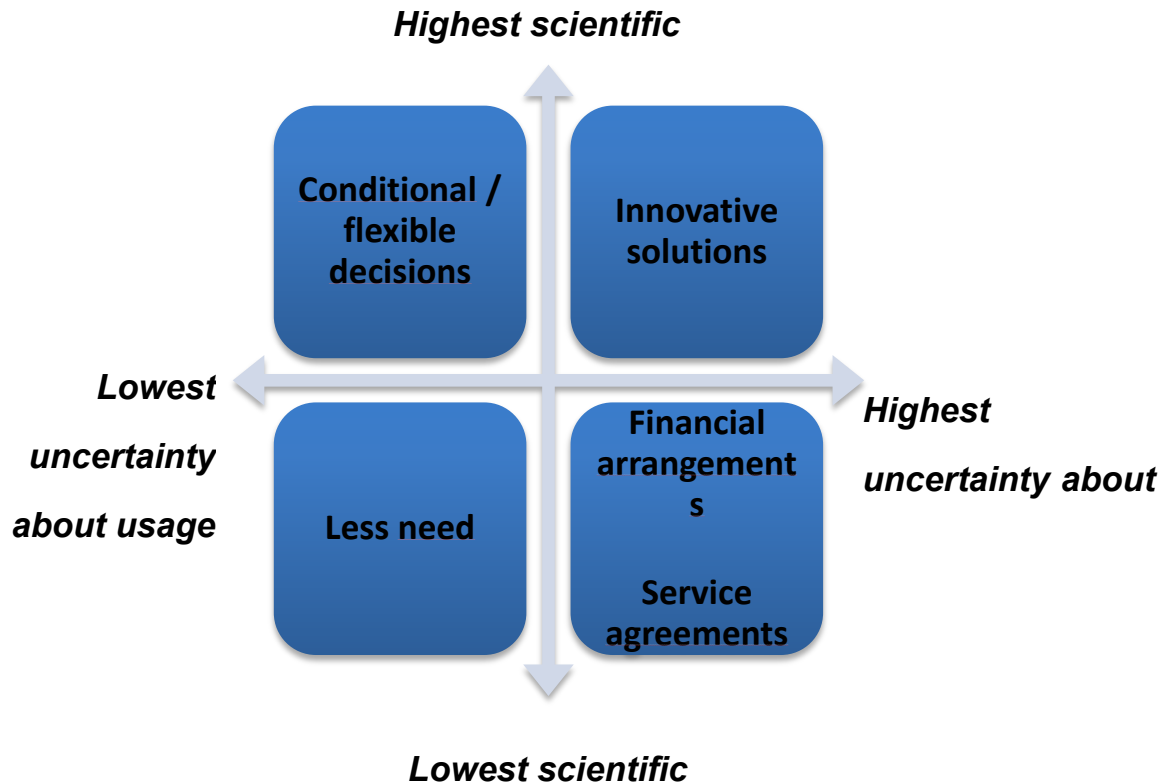 Highest scientific
Conditional /
flexible
decisions
Innovative
solutions
Lowest
uncertainty
about usage
Highest
uncertainty about
Less need
Financial
arrangement
s
Service
agreements
Lowest scientific